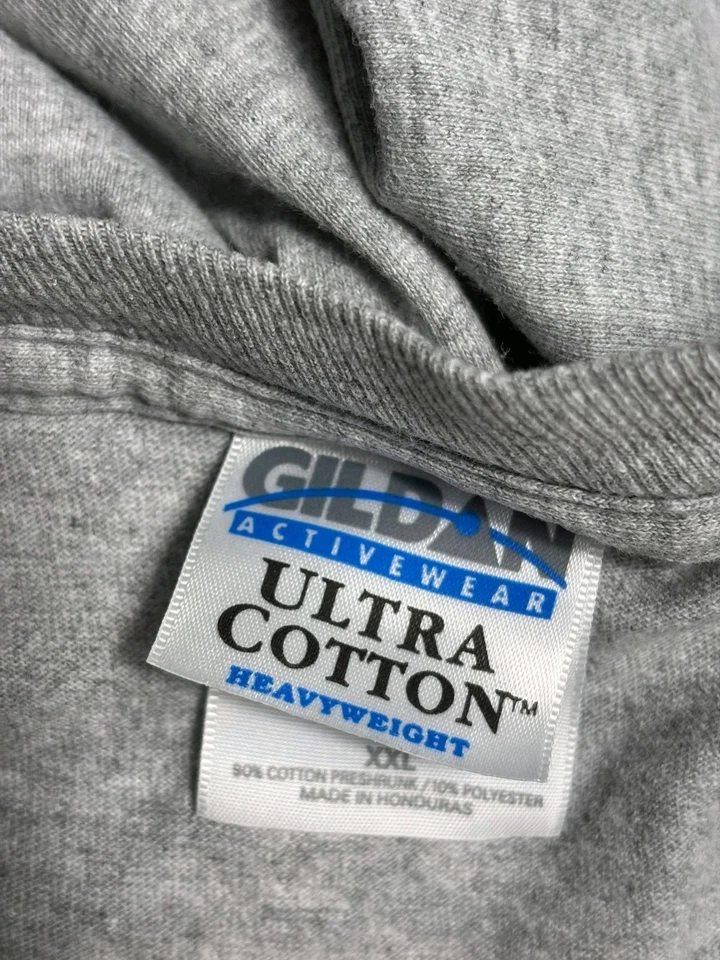 GILDAN
ACTIVEWEAR
ULTRA
COTTON™
HEAVYWEIGHT
XXL
90% COTTON PRESHRUNK / 10% POLYESTER
MADE IN HONDURAS